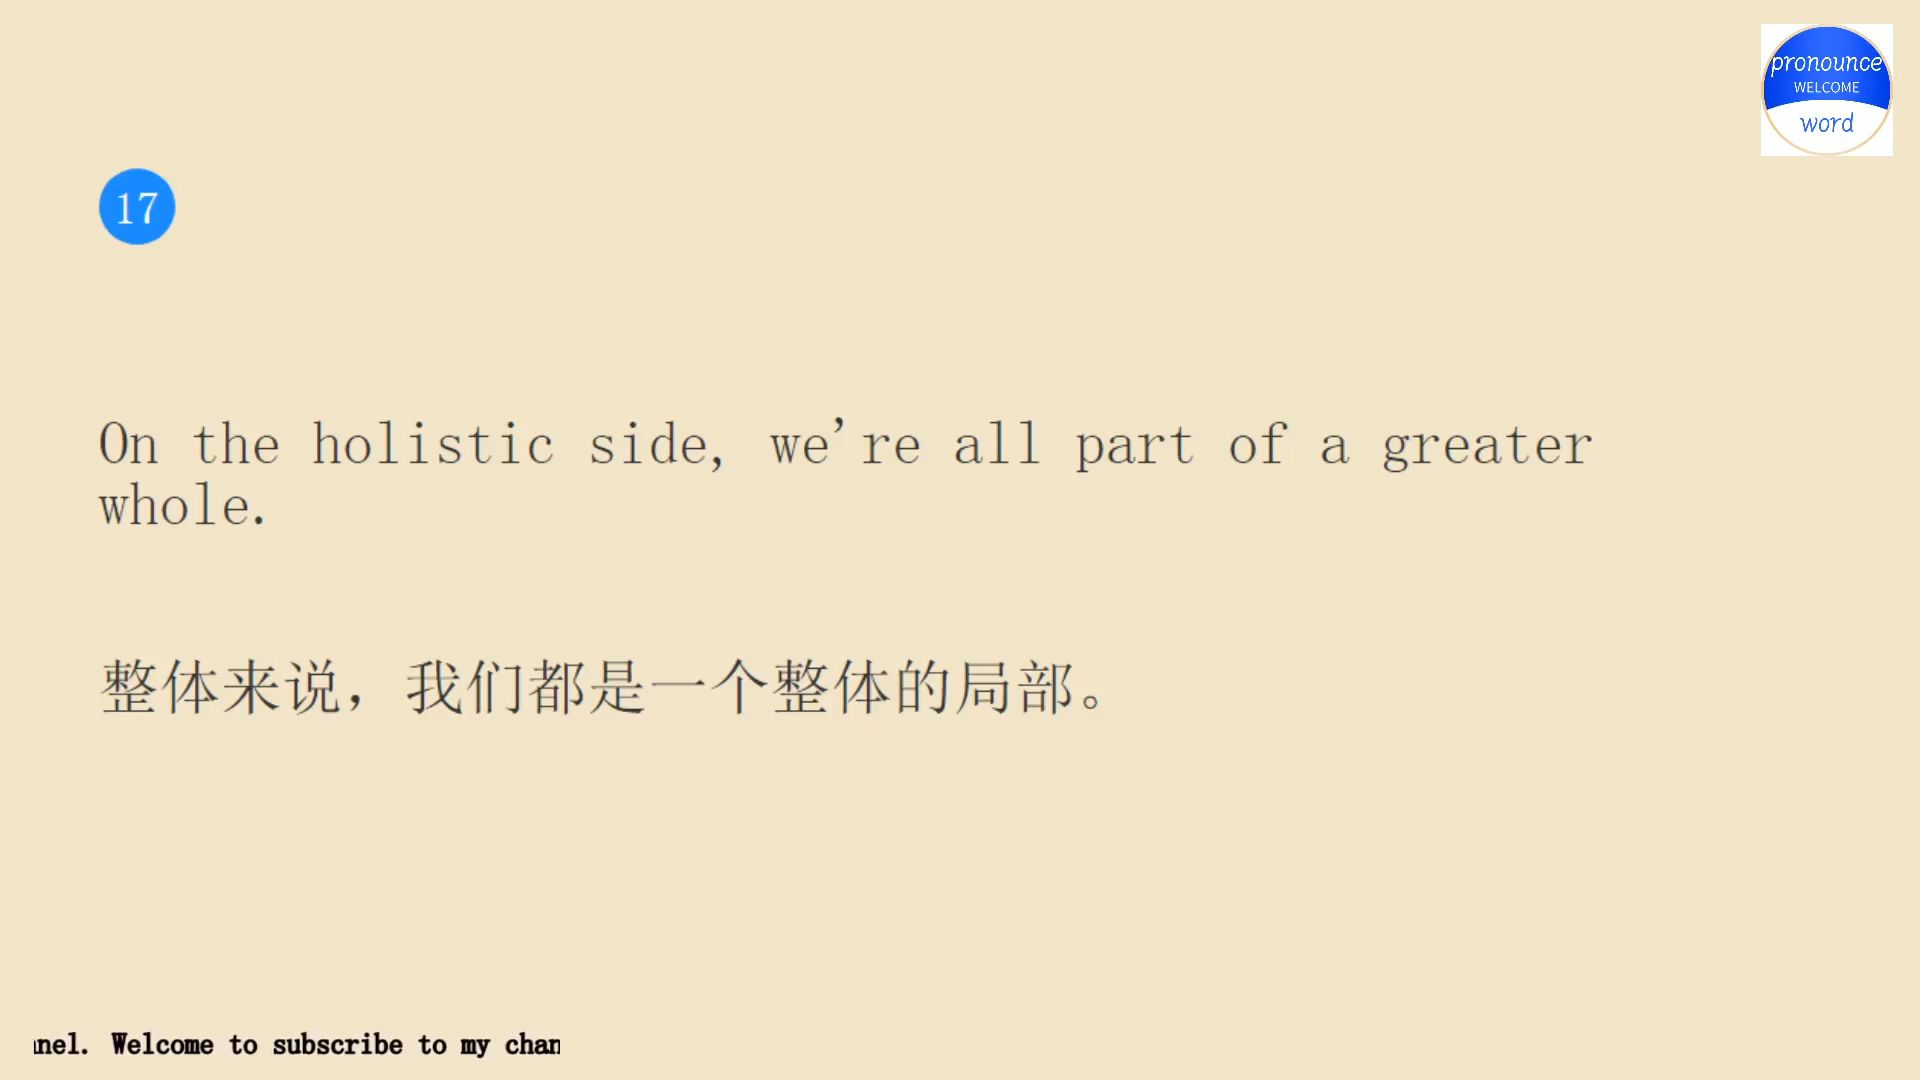 pronounce
WELCOME
word
17
On the holistic side, we're all part of a greater
whole.
整体来说，我们都是一个整体的局部。
nel. Welcome to subscribe to my chan